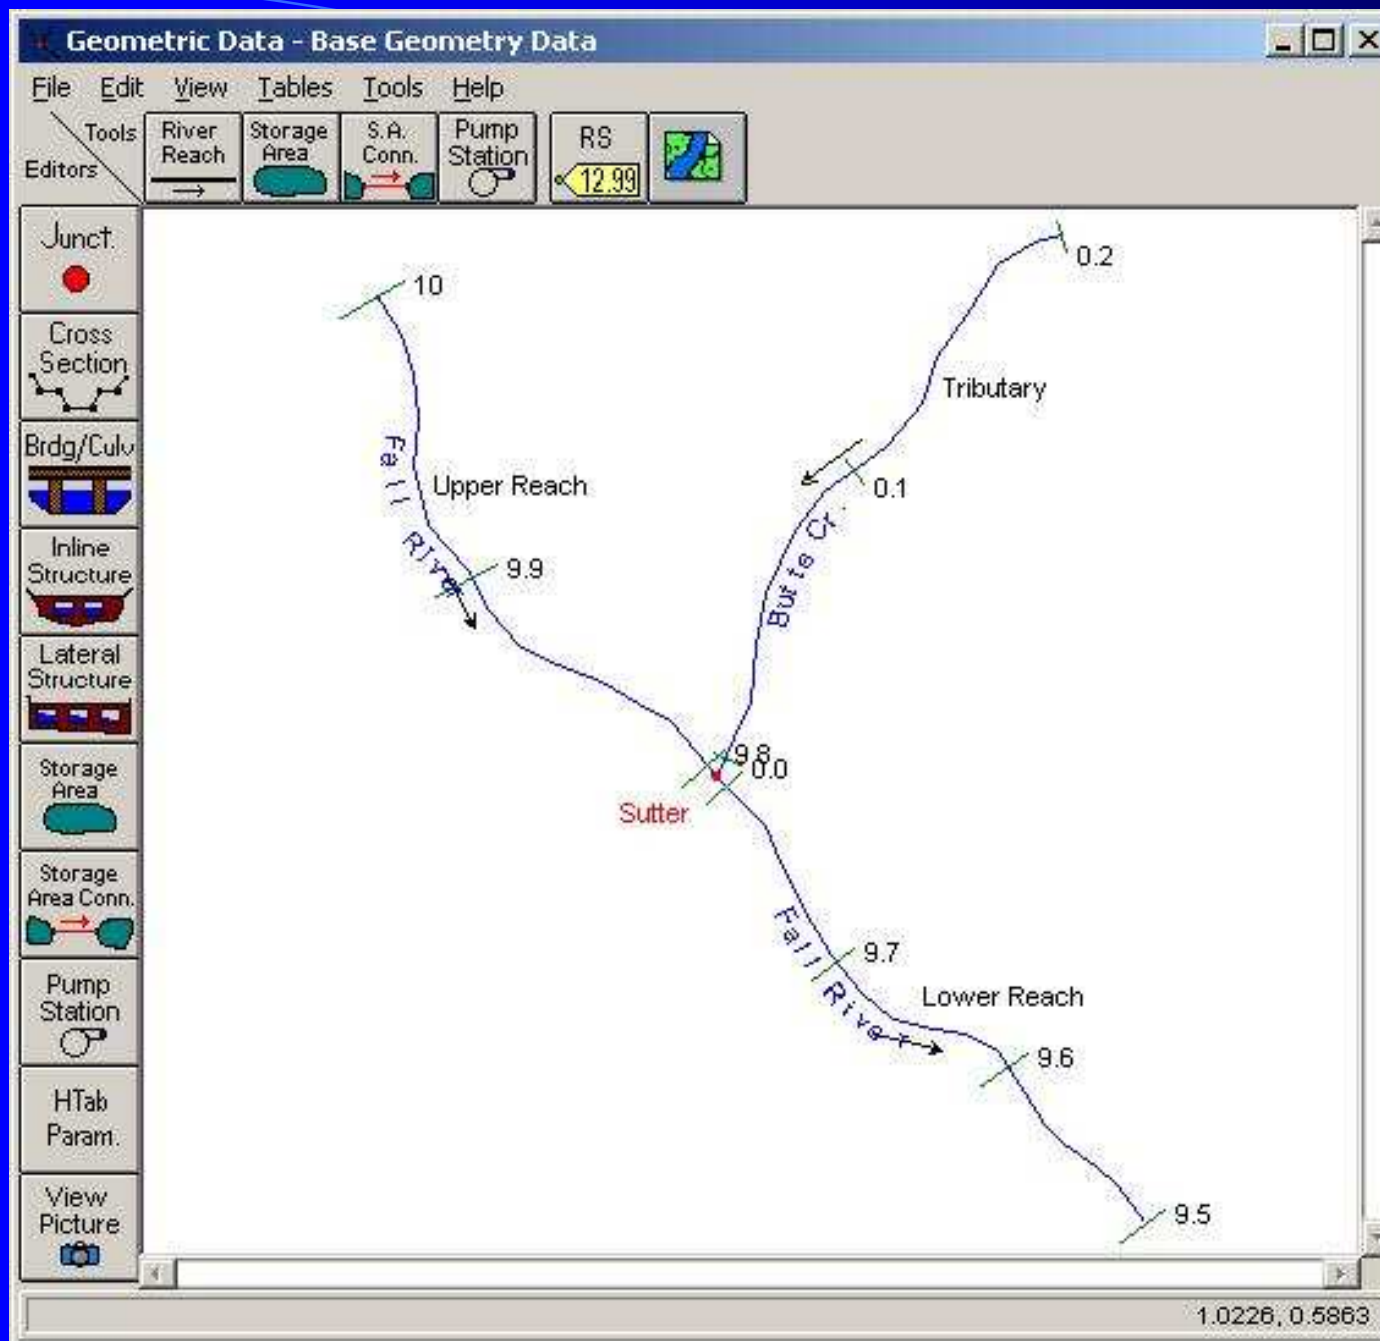 Geometric Data - Base Geometry Data
File Edit View Tables Tools Help
Tools
Editors
River
Reach
Storage
Area
S.A.
Conn.
Pump
Station
RS
12.99
Junct.
Cross
Section
Brdg/Culv
Inline
Structure
Lateral
Structure
Storage
Area
Storage
Area Conn.
Pump
Station
HTab
Param.
View
Picture
10
0.2
Tributary
Fall River
Upper Reach
0.1
Butte Cr.
9.9
9.8
0.0
Sutter
Fall River
9.7
Lower Reach
9.6
9.5
1.0226, 0.5863